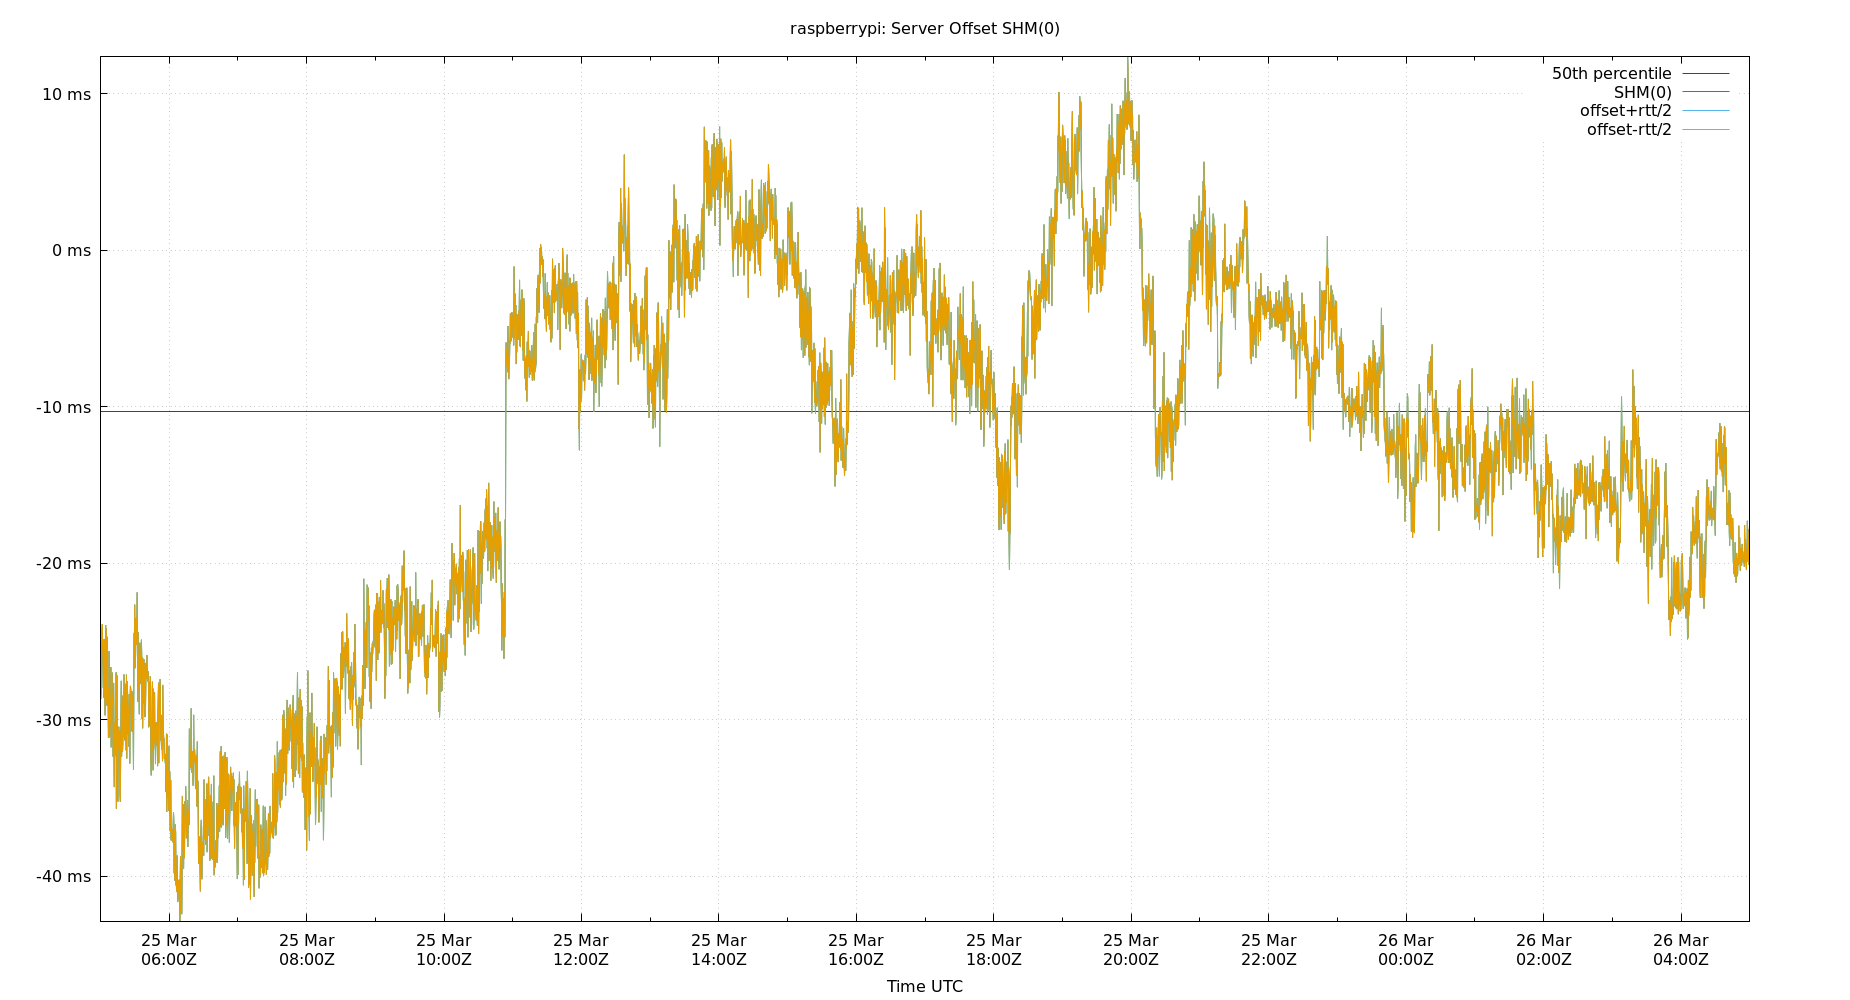 raspberrypi: Server Offset SHM(0)
50th percentile
SHM(0)
offset+rtt/2
offset-rtt/2
10 ms
0 ms
-10 ms
-20 ms
-30 ms
-40 ms
25 Mar 25 Mar 25 Mar 25 Mar 25 Mar 25 Mar 25 Mar 25 Mar 25 Mar 26 Mar 26 Mar 26 Mar
06:00Z 08:00Z 10:00Z 12:00Z 14:00Z 16:00Z 18:00Z 20:00Z 22:00Z 00:00Z 02:00Z 04:00Z
Time UTC